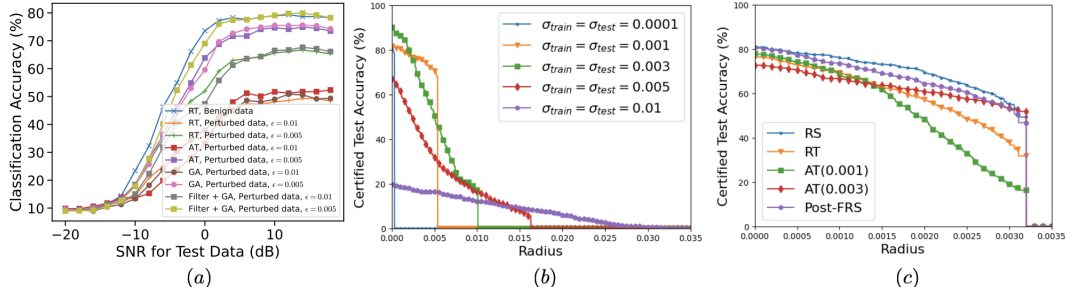 Classification Accuracy (%)
80
70
60
50
40
30
20
10
-20 -10 0 10
SNR for Test Data (dB)
RT, Benign data
RT, Perturbed data, ϵ=0.01
RT, Perturbed data, ϵ=0.005
AT, Perturbed data, ϵ=0.01
AT, Perturbed data, ϵ=0.005
GA, Perturbed data, ϵ=0.01
GA, Perturbed data, ϵ=0.005
Filter + GA, Perturbed data, ϵ=0.01
Filter + GA, Perturbed data, ϵ=0.005
(a)
Certified Test Accuracy (%)
100
80
60
40
20
0
0.000 0.005 0.010 0.015 0.020 0.025 0.030 0.035
Radius
σtrain = σtest = 0.0001
σtrain = σtest = 0.001
σtrain = σtest = 0.003
σtrain = σtest = 0.005
σtrain = σtest = 0.01
(b)
Certified Test Accuracy (%)
100
80
60
40
20
0
0.0000 0.0005 0.0010 0.0015 0.0020 0.0025 0.0030 0.0035
Radius
RS
RT
AT(0.001)
AT(0.003)
Post-FRS
(c)